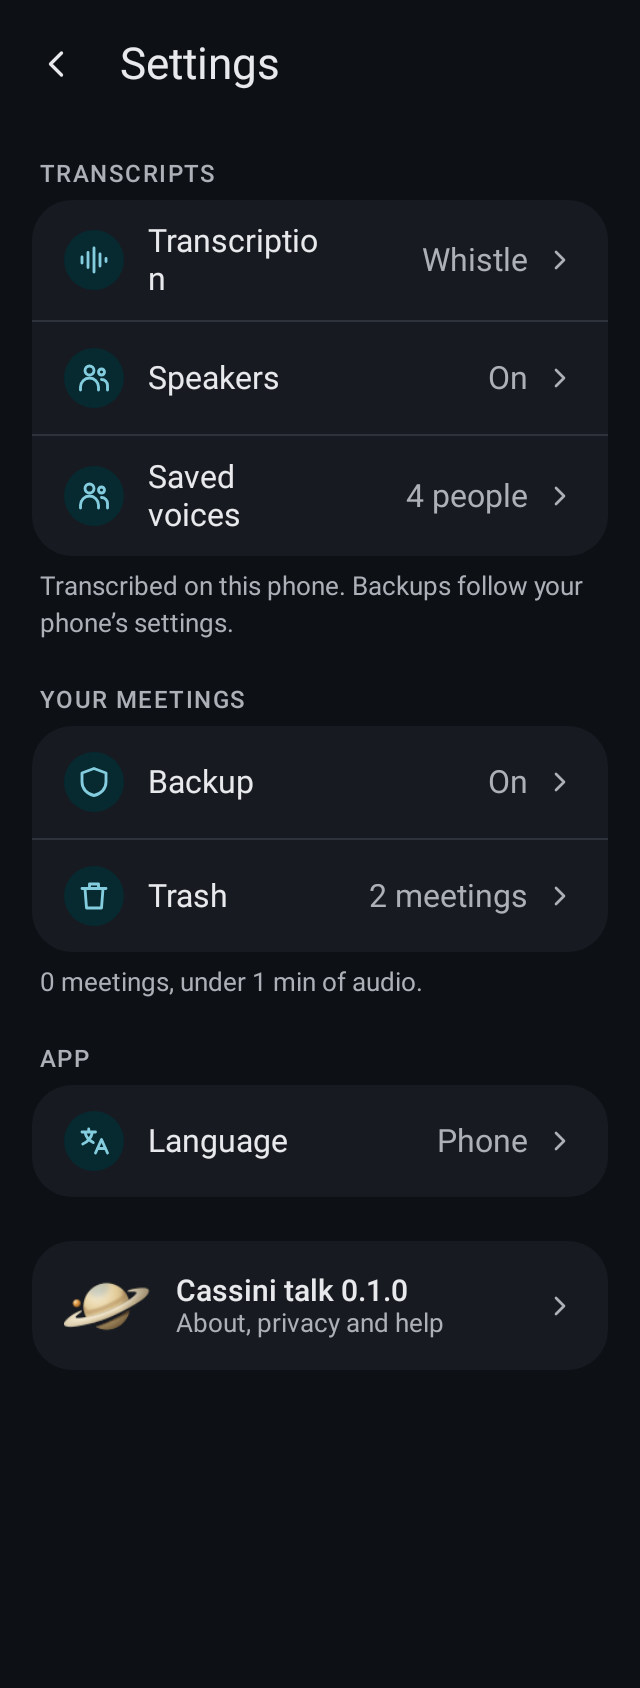 Settings
TRANSCRIPTS
Transcriptio
n
Whistle
Speakers
On
Saved
voices
4 people
Transcribed on this phone. Backups follow your
phone’s settings.
YOUR MEETINGS
Backup
On
Trash
2 meetings
0 meetings, under 1 min of audio.
APP
Language
Phone
Cassini talk 0.1.0
About, privacy and help